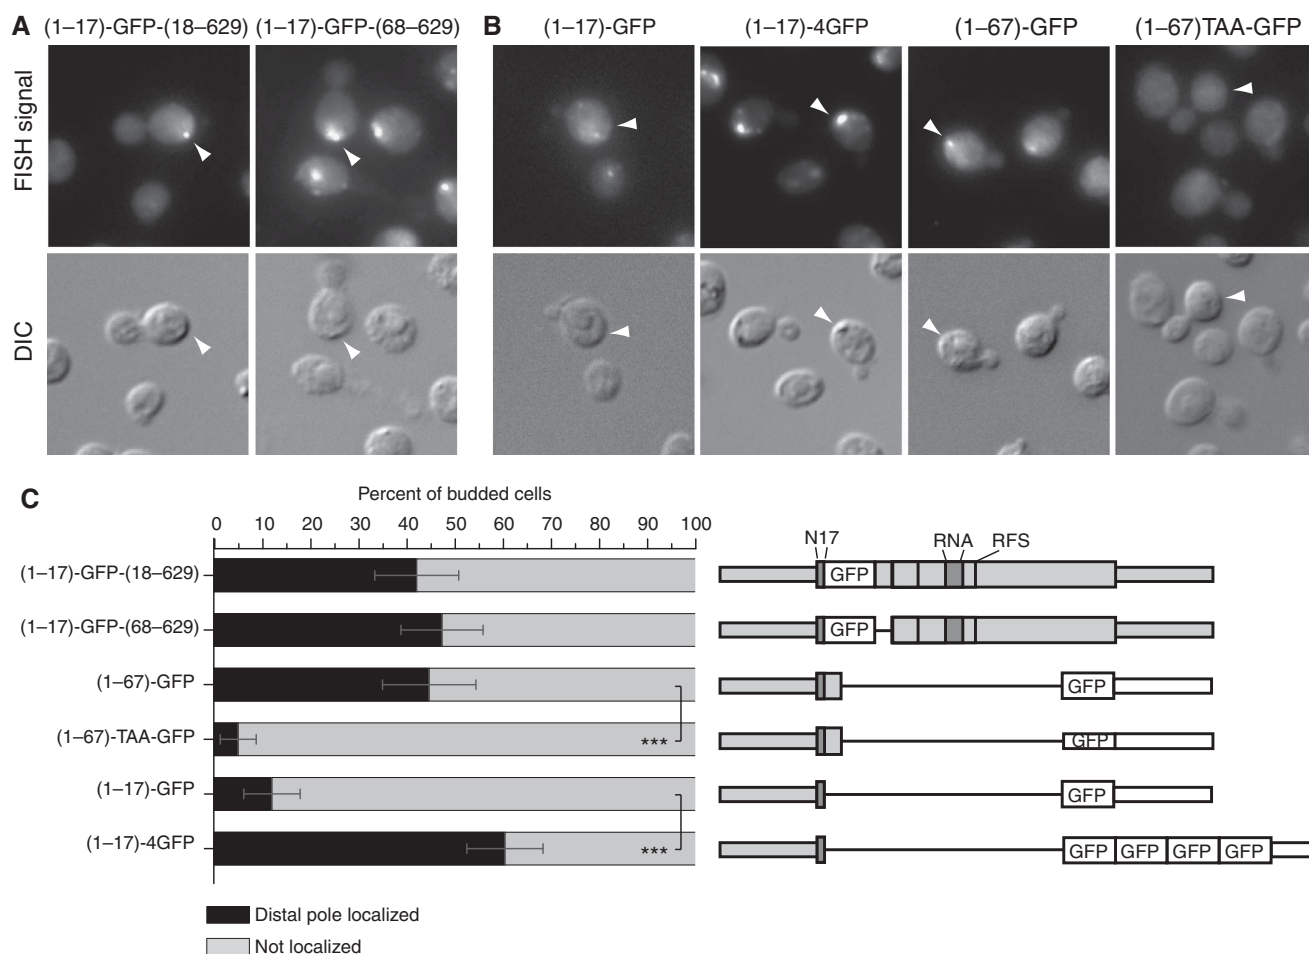 A (1–17)-GFP-(18–629) (1–17)-GFP-(68–629) B (1–17)-GFP (1–17)-4GFP (1–67)-GFP (1–67)TAA-GFP
FISH signal
DIC
C
Percent of budded cells
0 10 20 30 40 50 60 70 80 90 100
N17 RNA RFS
(1–17)-GFP-(18–629) GFP
(1–17)-GFP-(68–629) GFP
(1–67)-GFP GFP
(1–67)-TAA-GFP *** GFP
(1–17)-GFP GFP
(1–17)-4GFP *** GFP GFP GFP GFP
Distal pole localized
Not localized